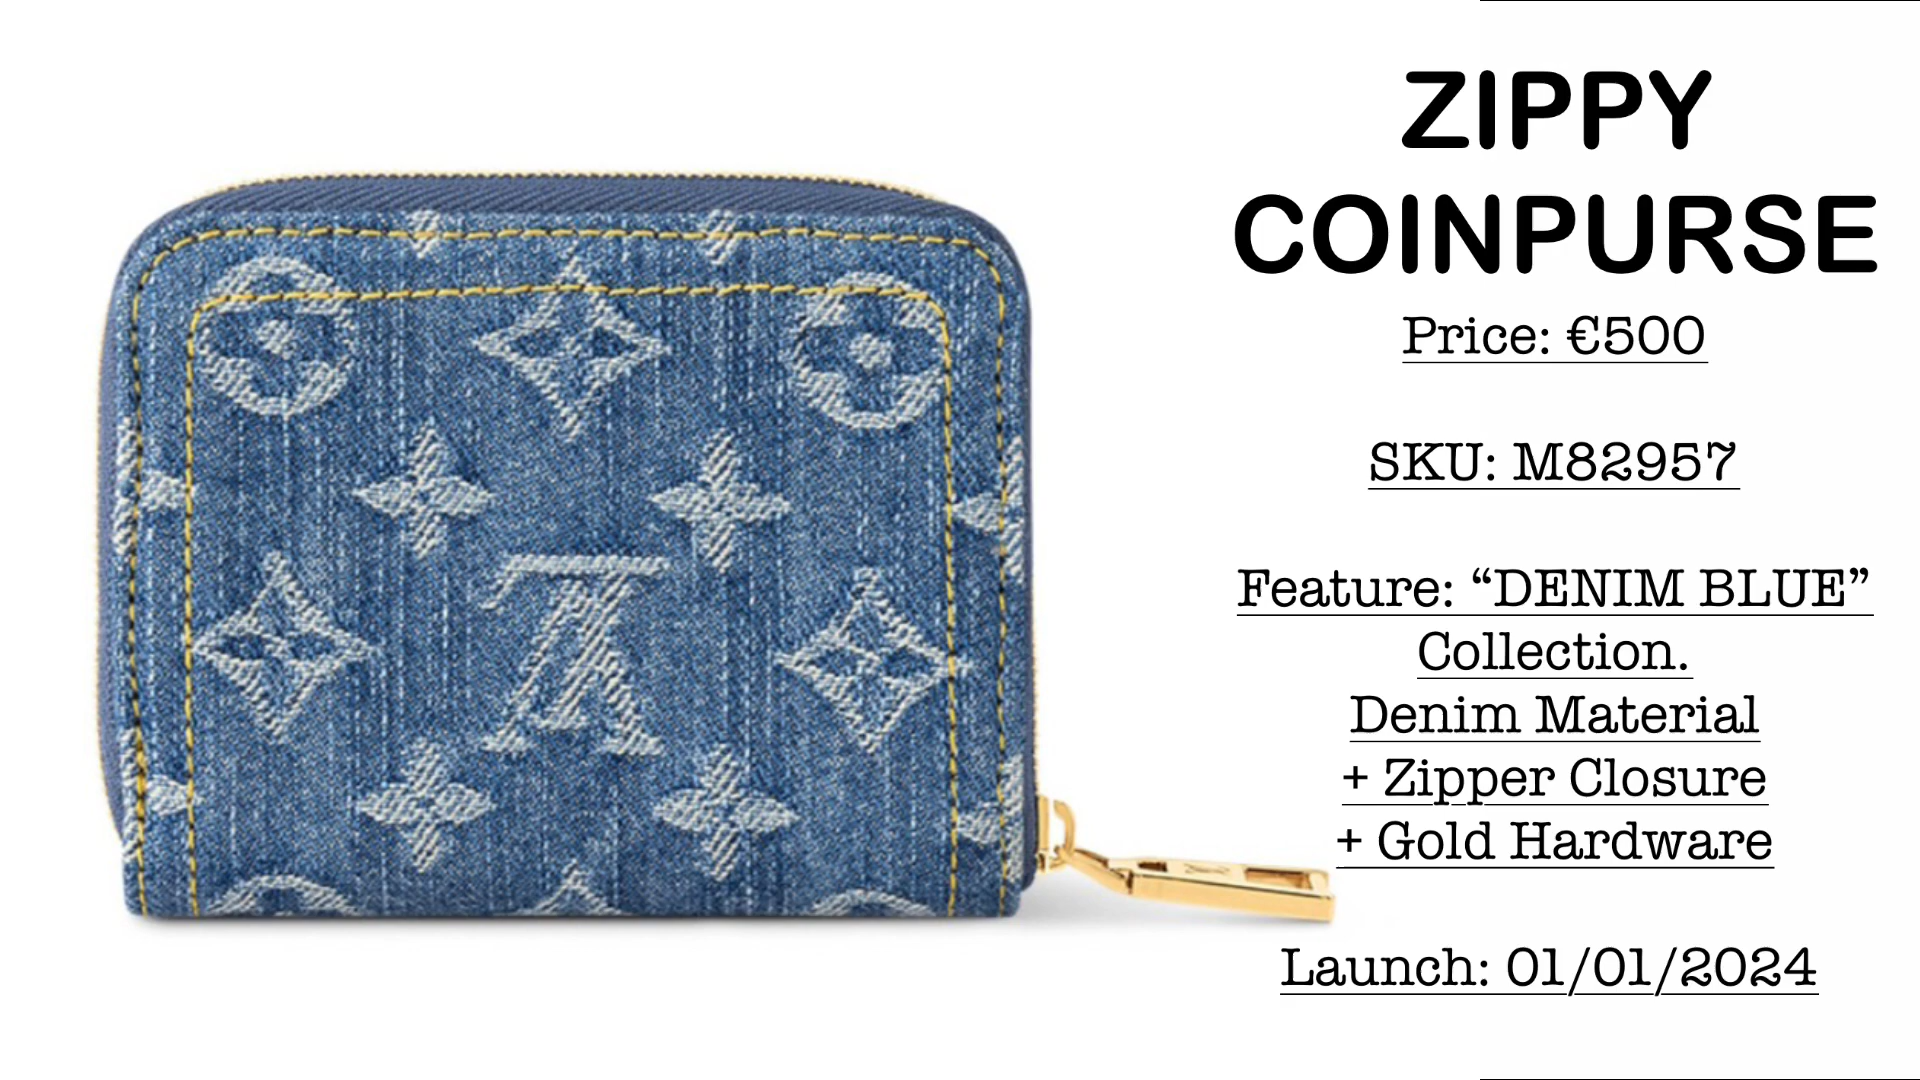 ZIPPY
COINPURSE
Price: €500
SKU: M82957
Feature: “DENIM BLUE”
Collection.
Denim Material
+ Zipper Closure
+ Gold Hardware
Launch: 01/01/2024